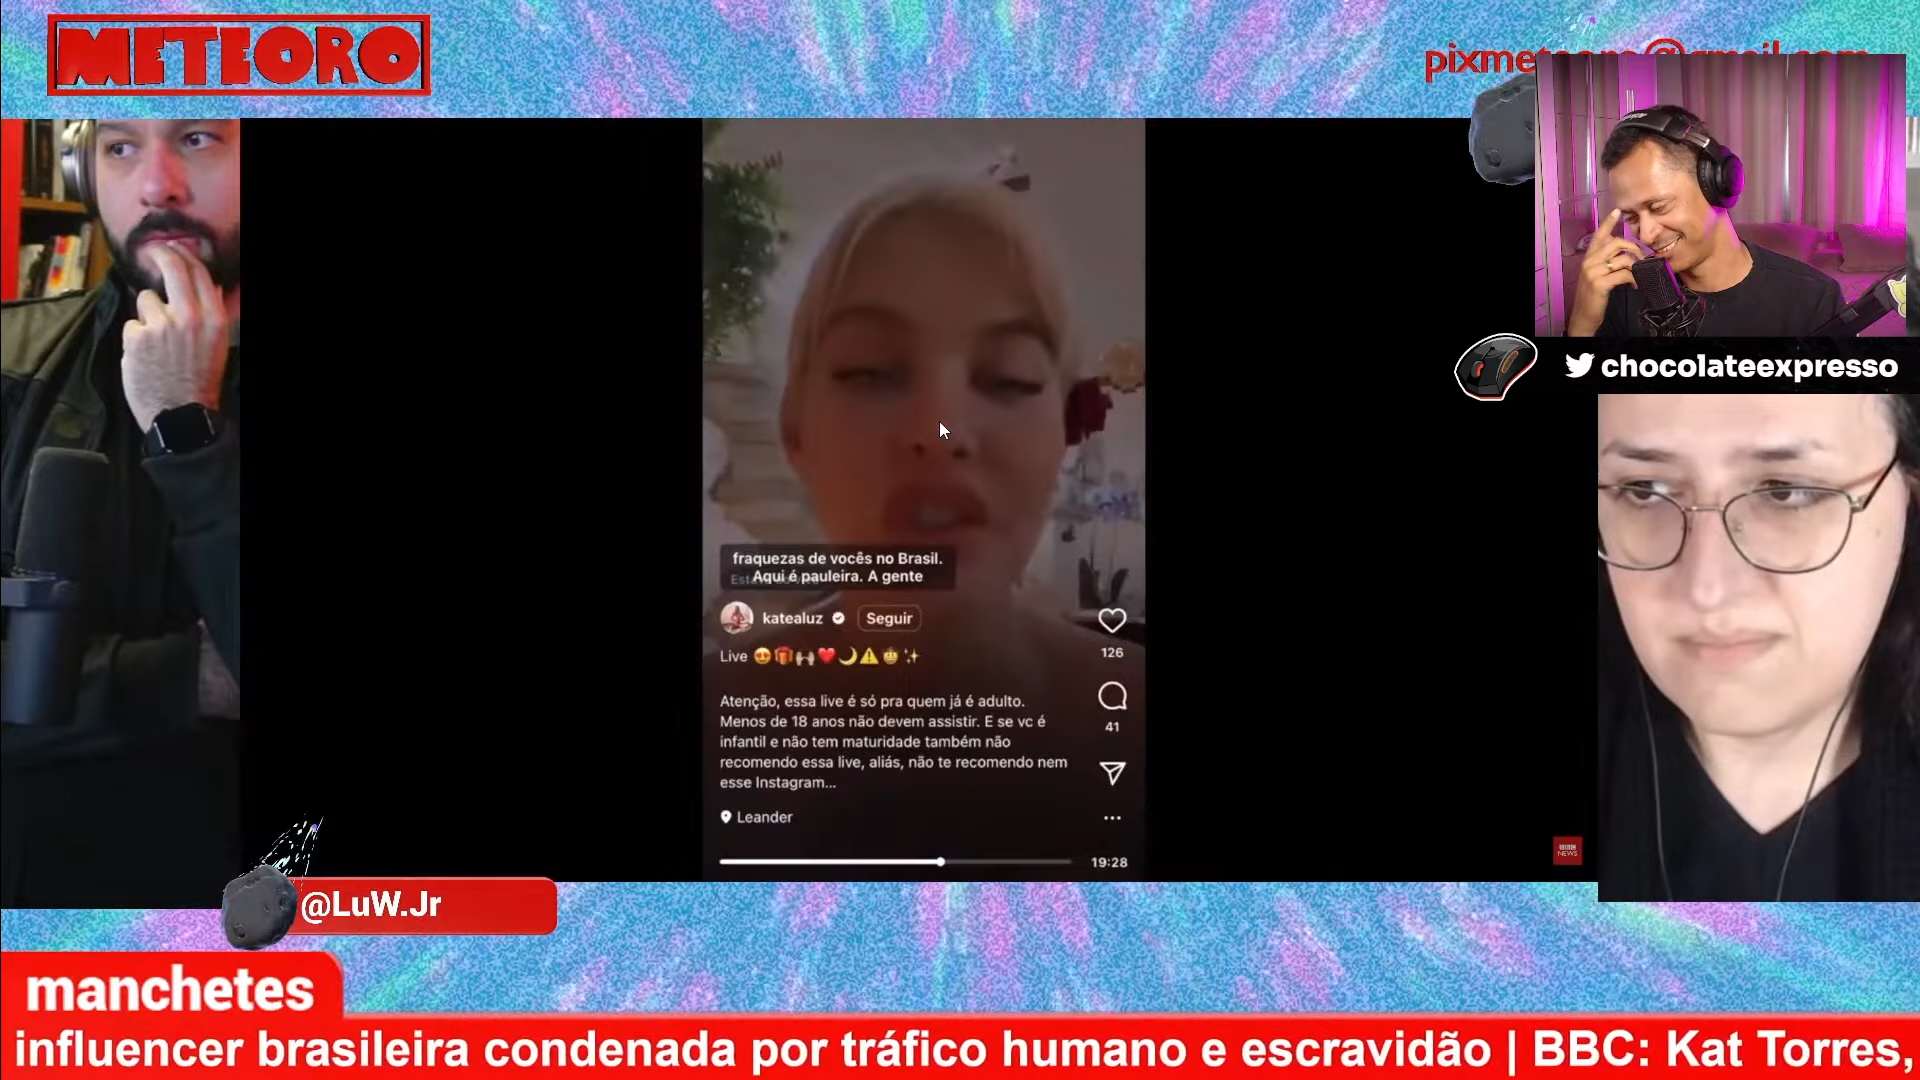 METEORO
chocolateexpresso
fraquezas de vocês no Brasil.
Aqui é pauleira. A gente
katealuz
Seguir
Live
126
Atenção, essa live é só pra quem já é adulto.
Menos de 18 anos não devem assistir. E se vc é
infantil e não tem maturidade também não
recomendo essa live, aliás, não te recomendo nem
esse Instagram...
41
Leander
19:28
BBC
NEWS
@LuW.Jr
manchetes
influencer brasileira condenada por tráfico humano e escravidão | BBC: Kat Torres,